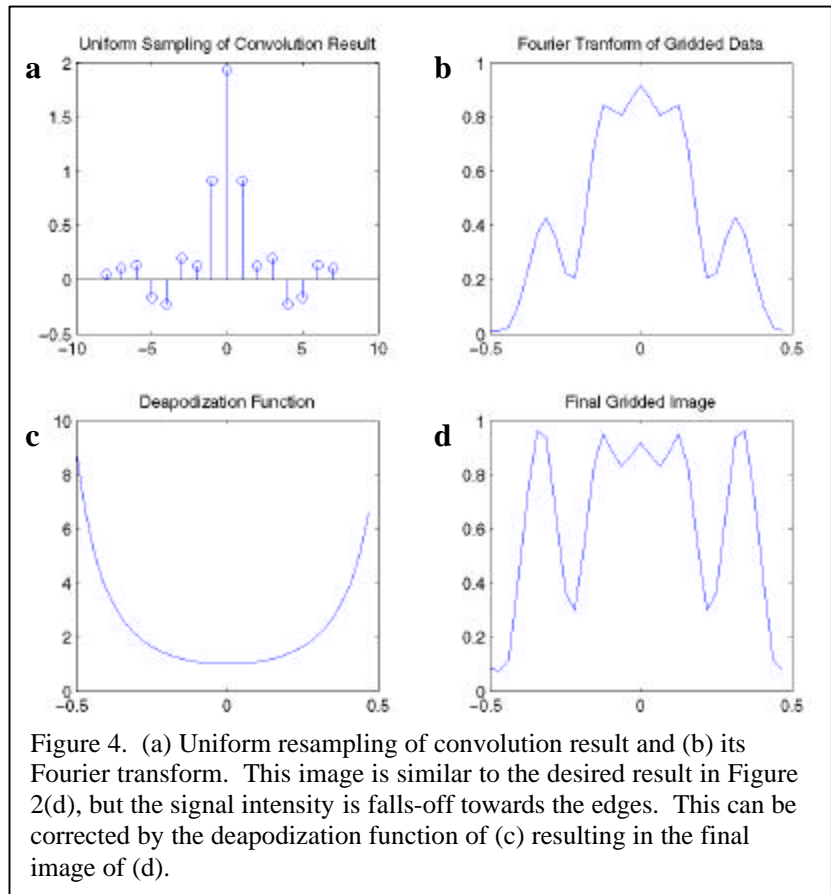 Uniform Sampling of Convolution Result
a
2
1.5
1
0.5
0
−0.5
−10
−5
0
5
10
Fourier Tranform of Gridded Data
b
1
0.8
0.6
0.4
0.2
0
−0.5
0
0.5
Deapodization Function
c
10
8
6
4
2
0
−0.5
0
0.5
Final Gridded Image
d
1
0.8
0.6
0.4
0.2
0
−0.5
0
0.5
Figure 4. (a) Uniform resampling of convolution result and (b) its
Fourier transform. This image is similar to the desired result in Figure
2(d), but the signal intensity is falls-off towards the edges. This can be
corrected by the deapodization function of (c) resulting in the final
image of (d).